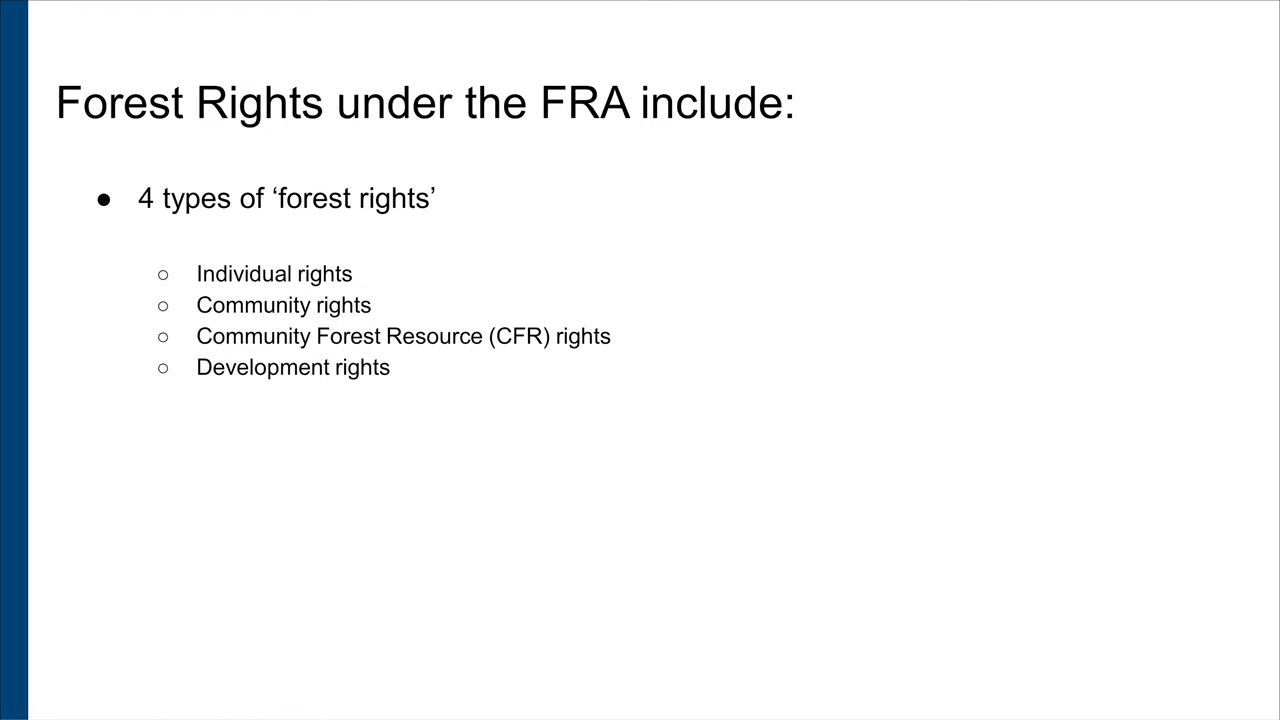 Forest Rights under the FRA include:
● 4 types of ‘forest rights’
○ Individual rights
○ Community rights
○ Community Forest Resource (CFR) rights
○ Development rights